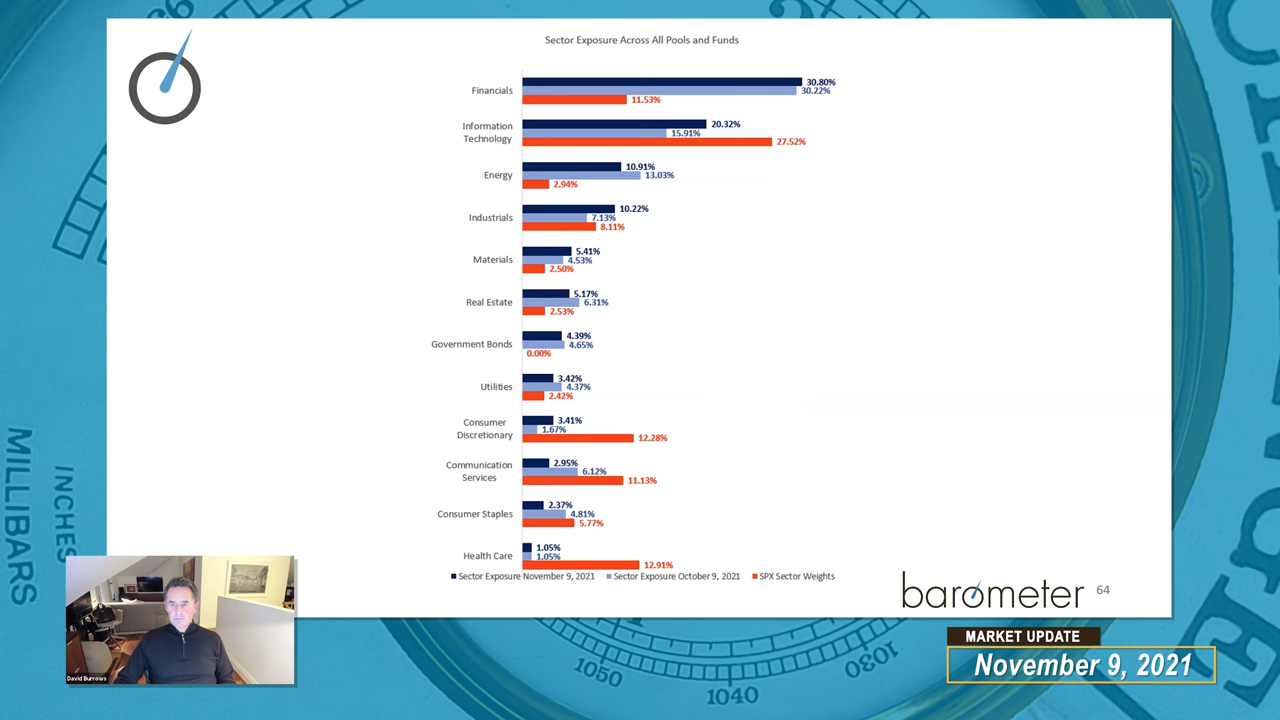 Sector Exposure Across All Pools and Funds
Financials
30.80%
30.22%
11.53%
Information
Technology
20.32%
15.91%
27.52%
Energy
10.91%
13.03%
2.94%
Industrials
10.22%
7.13%
8.11%
Materials
5.41%
4.53%
2.50%
Real Estate
5.17%
6.31%
2.53%
Government Bonds
4.39%
4.65%
0.00%
Utilities
3.42%
4.37%
2.42%
Consumer
Discretionary
3.41%
1.67%
12.28%
Communication
Services
2.95%
6.12%
11.13%
Consumer Staples
2.37%
4.81%
5.77%
Health Care
1.05%
1.05%
12.91%
Sector Exposure November 9, 2021 Sector Exposure October 9, 2021 SPX Sector Weights
barometer 64
MARKET UPDATE
November 9, 2021
David Burrows
MILLIBARS
INCHES
1050
1040
1030